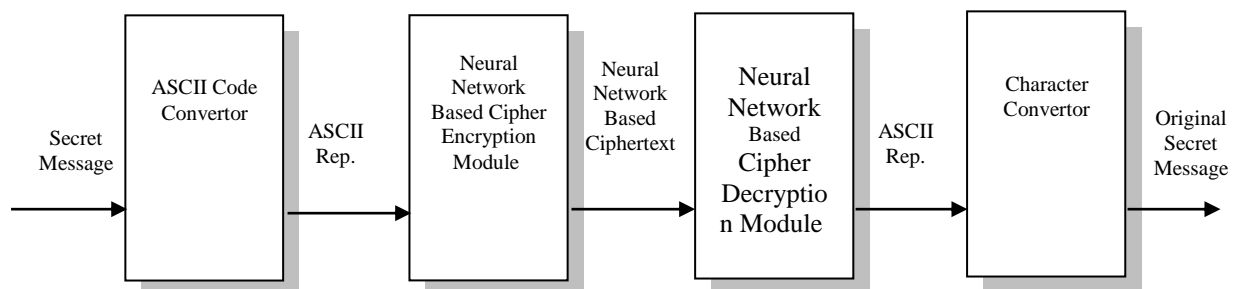 Secret
Message
ASCII Code
Convertor
ASCII
Rep.
Neural
Network
Based Cipher
Encryption
Module
Neural
Network
Based
Ciphertext
Neural
Network
Based
Cipher
Decryptio
n Module
ASCII
Rep.
Character
Convertor
Original
Secret
Message